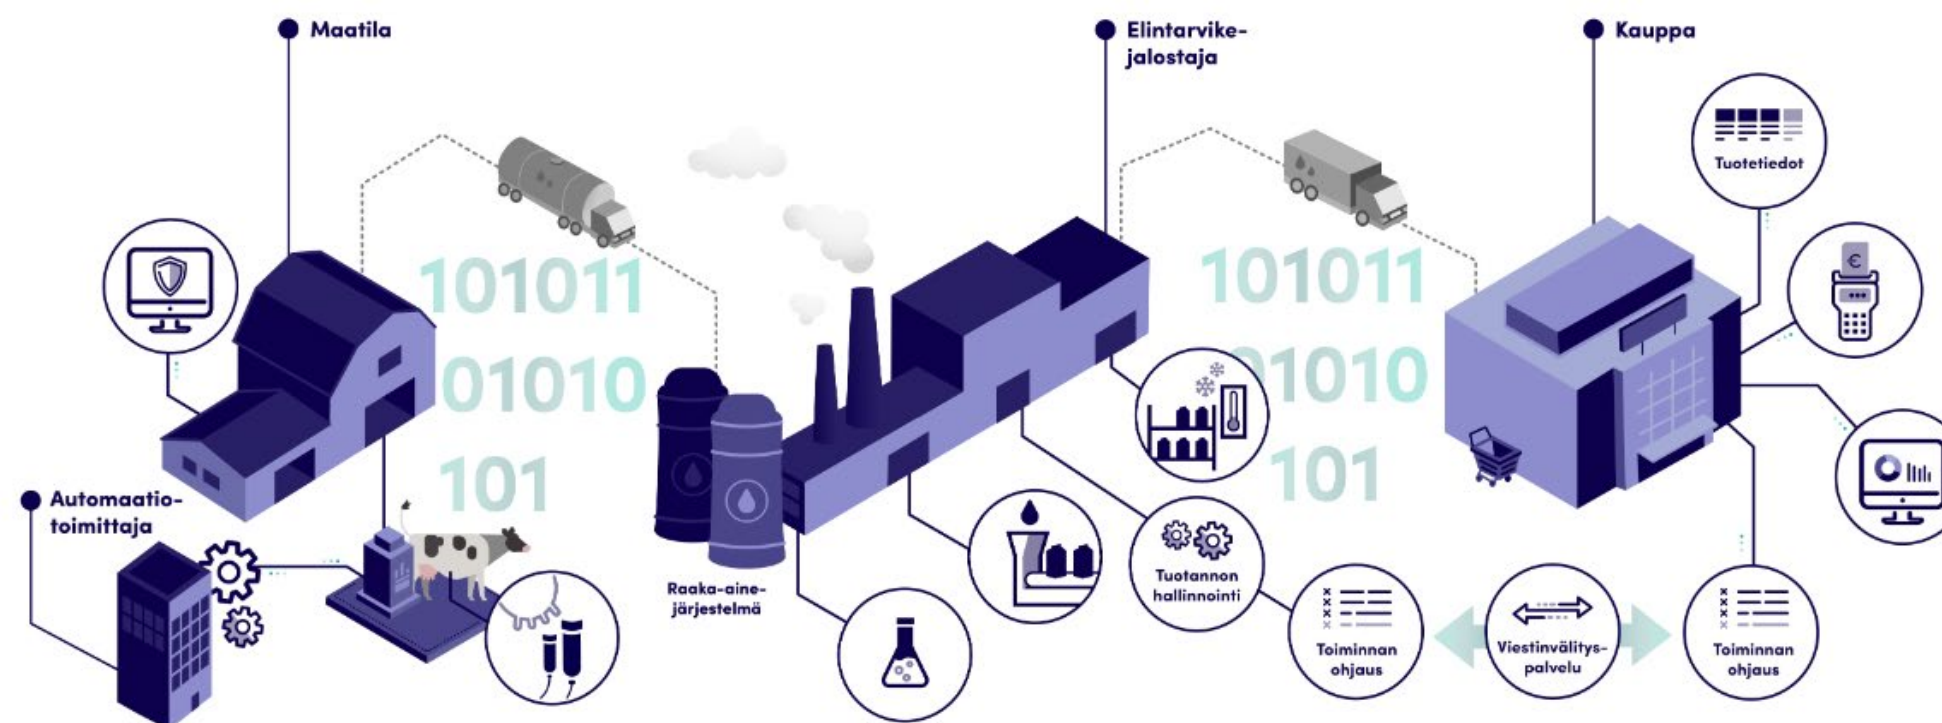 Maatila
Elintarvike-
jalostaja
Kauppa
Tuotetiedot
€
101011
01010
101
101011
01010
101
Automaatio-
toimittaja
Raaka-aine-
järjestelmä
Tuotannon
hallinnointi
Toiminnan
ohjaus
Viestinvälitys-
palvelu
Toiminnan
ohjaus